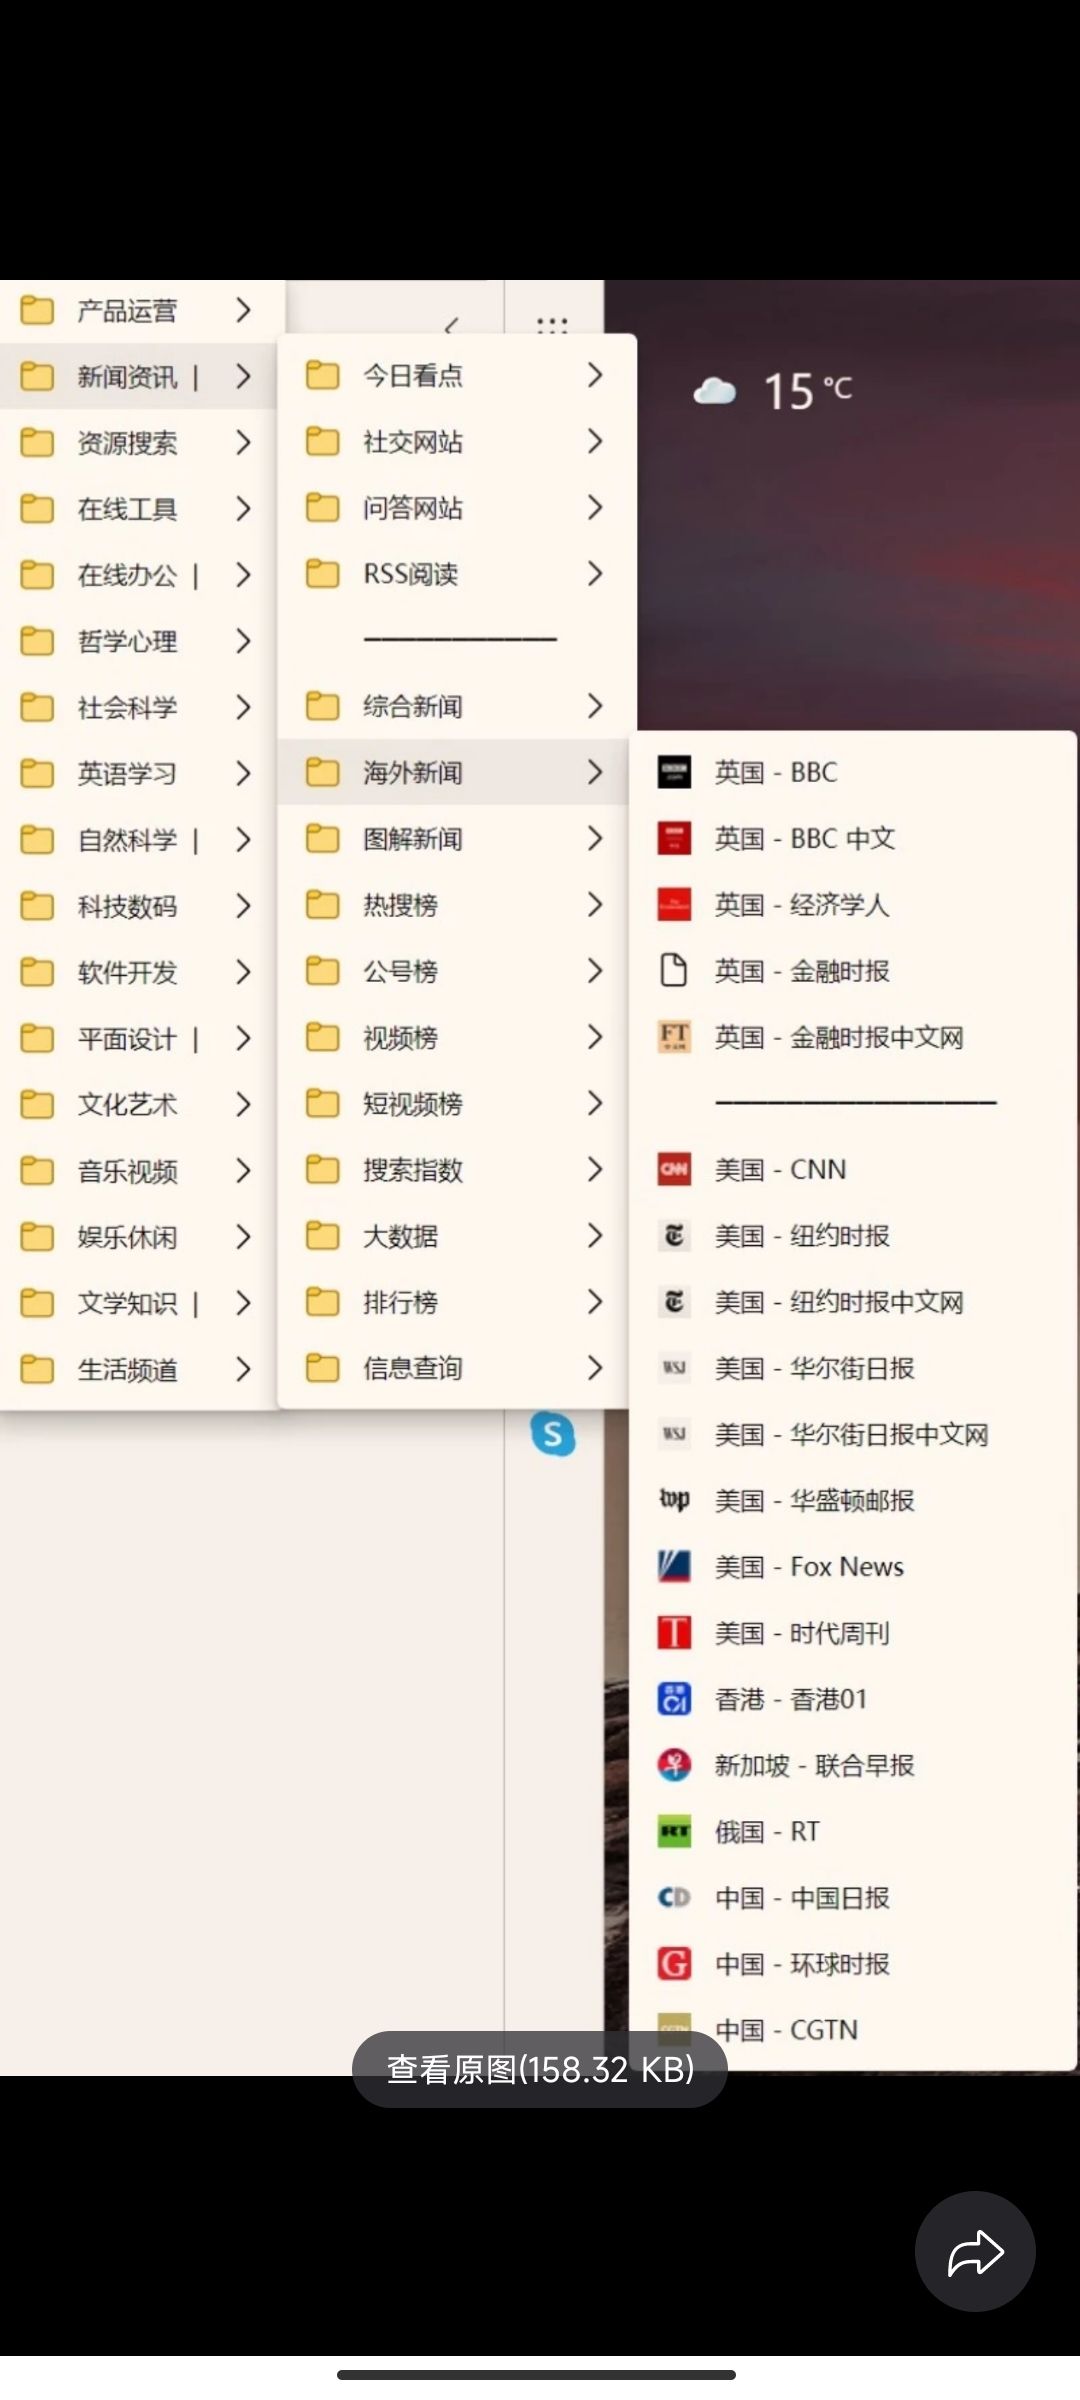 产品运营
新闻资讯 |
资源搜索
在线工具
在线办公 |
哲学心理
社会科学
英语学习
自然科学 |
科技数码
软件开发
平面设计 |
文化艺术
音乐视频
娱乐休闲
文学知识 |
生活频道
今日看点
社交网站
问答网站
RSS阅读
综合新闻
海外新闻
图解新闻
热搜榜
公号榜
视频榜
短视频榜
搜索指数
大数据
排行榜
信息查询
15 °C
英国 - BBC
英国 - BBC 中文
英国 - 经济学人
英国 - 金融时报
FT 英国 - 金融时报中文网
CNN 美国 - CNN
美国 - 纽约时报
美国 - 纽约时报中文网
WSJ 美国 - 华尔街日报
WSJ 美国 - 华尔街日报中文网
wp 美国 - 华盛顿邮报
美国 - Fox News
T 美国 - 时代周刊
01 香港 - 香港01
早 新加坡 - 联合早报
RT 俄国 - RT
CD 中国 - 中国日报
G 中国 - 环球时报
CGTN 中国 - CGTN
S
查看原图(158.32 KB)